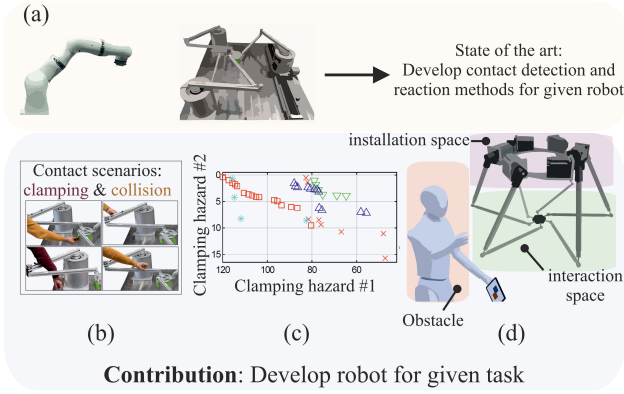 (a)
State of the art:
Develop contact detection and
reaction methods for given robot
Contact scenarios:
clamping & collision
(b)
Clamping hazard #2
0
5
10
15
120
100
80
60
Clamping hazard #1
(c)
installation space
interaction
space
Obstacle
(d)
Contribution: Develop robot for given task